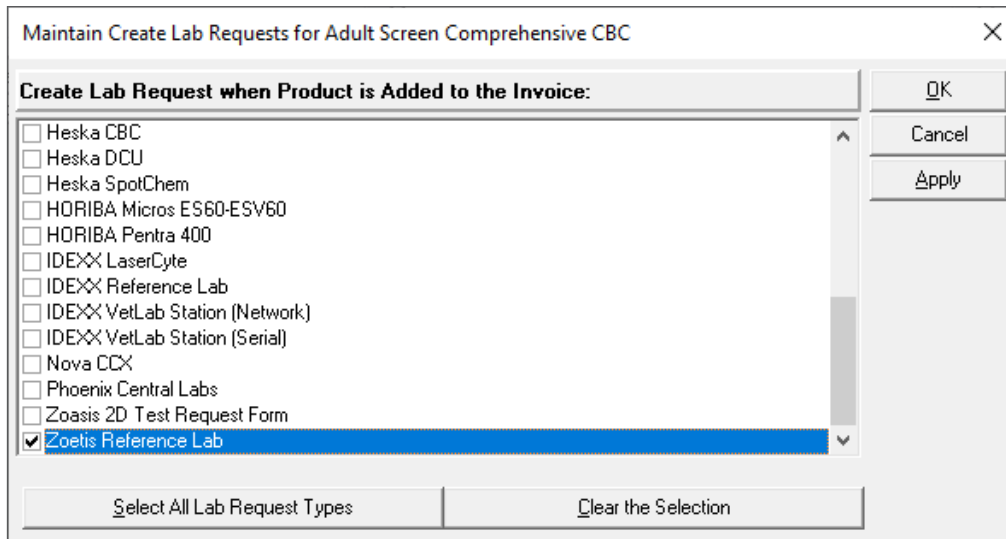 Maintain Create Lab Requests for Adult Screen Comprehensive CBC
Create Lab Request when Product is Added to the Invoice:
OK
Heska CBC
Cancel
Heska DCU
Heska SpotChem
Apply
HORIBA Micros ES60-ESV60
HORIBA Pentra 400
IDEXX LaserCyte
IDEXX Reference Lab
IDEXX VetLab Station (Network)
IDEXX VetLab Station (Serial)
Nova CCX
Phoenix Central Labs
Zoasis 2D Test Request Form
Zoetis Reference Lab
Select All Lab Request Types
Clear the Selection